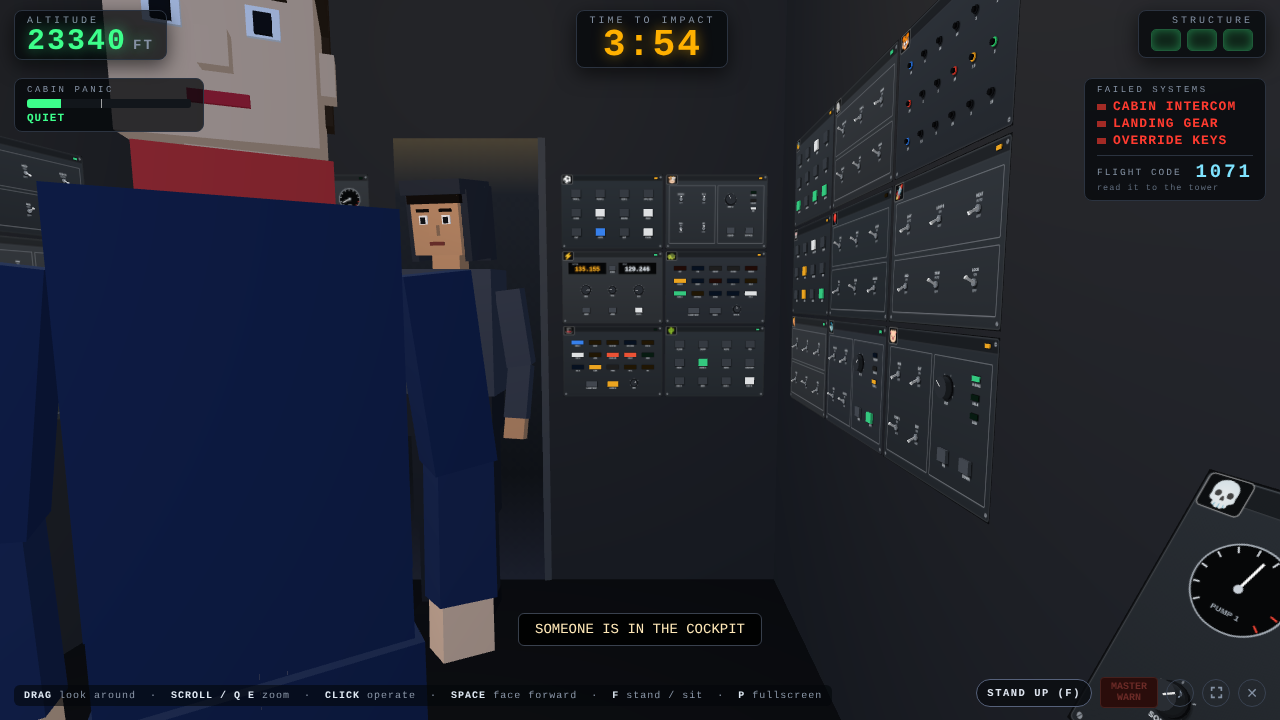 ALTITUDE
23340 FT
TIME TO IMPACT
3:54
STRUCTURE
CABIN PANIC
QUIET
FAILED SYSTEMS
CABIN INTERCOM
LANDING GEAR
OVERRIDE KEYS
FLIGHT CODE 1071
read it to the tower
135.155
129.246
PUMP 1
SOMEONE IS IN THE COCKPIT
DRAG look around · SCROLL / Q E zoom · CLICK operate · SPACE face forward · F stand / sit · P fullscreen
STAND UP (F)
MASTER
WARN